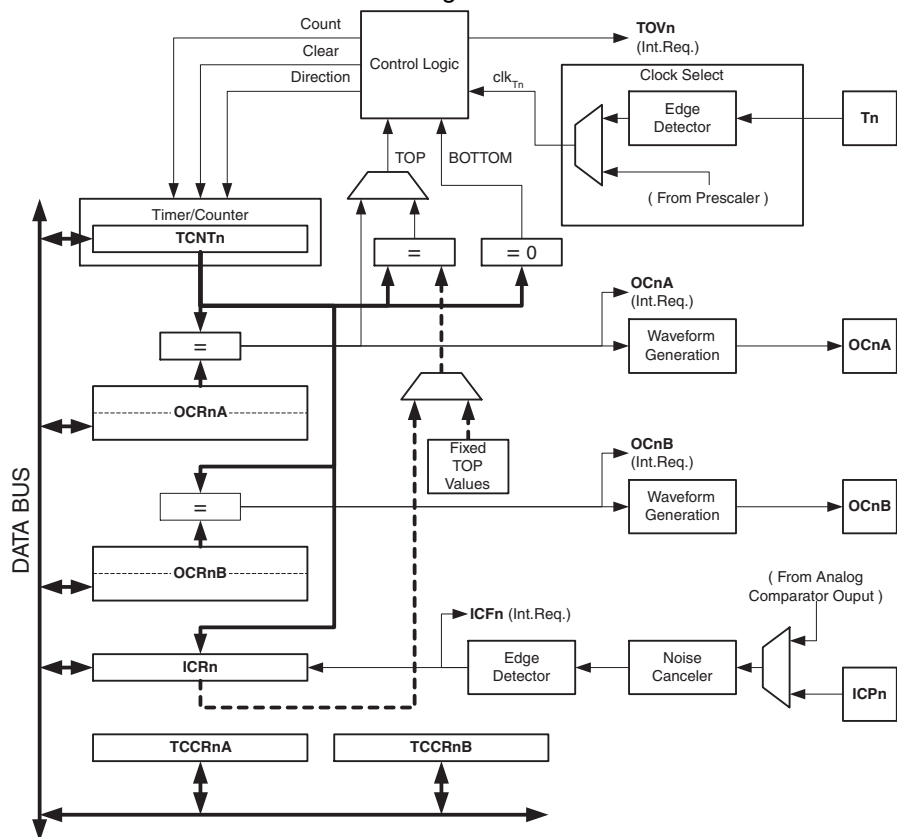 Count
Clear
Direction
Control Logic
TOVn
(Int.Req.)
clkTn
Clock Select
Edge
Detector
Tn
( From Prescaler )
TOP
BOTTOM
Timer/Counter
TCNTn
=
= 0
OCnA
(Int.Req.)
=
Waveform
Generation
OCnA
OCRnA
Fixed
TOP
Values
OCnB
(Int.Req.)
=
Waveform
Generation
OCnB
DATA BUS
OCRnB
( From Analog
Comparator Ouput )
ICFn (Int.Req.)
ICRn
Edge
Detector
Noise
Canceler
ICPn
TCCRnA
TCCRnB